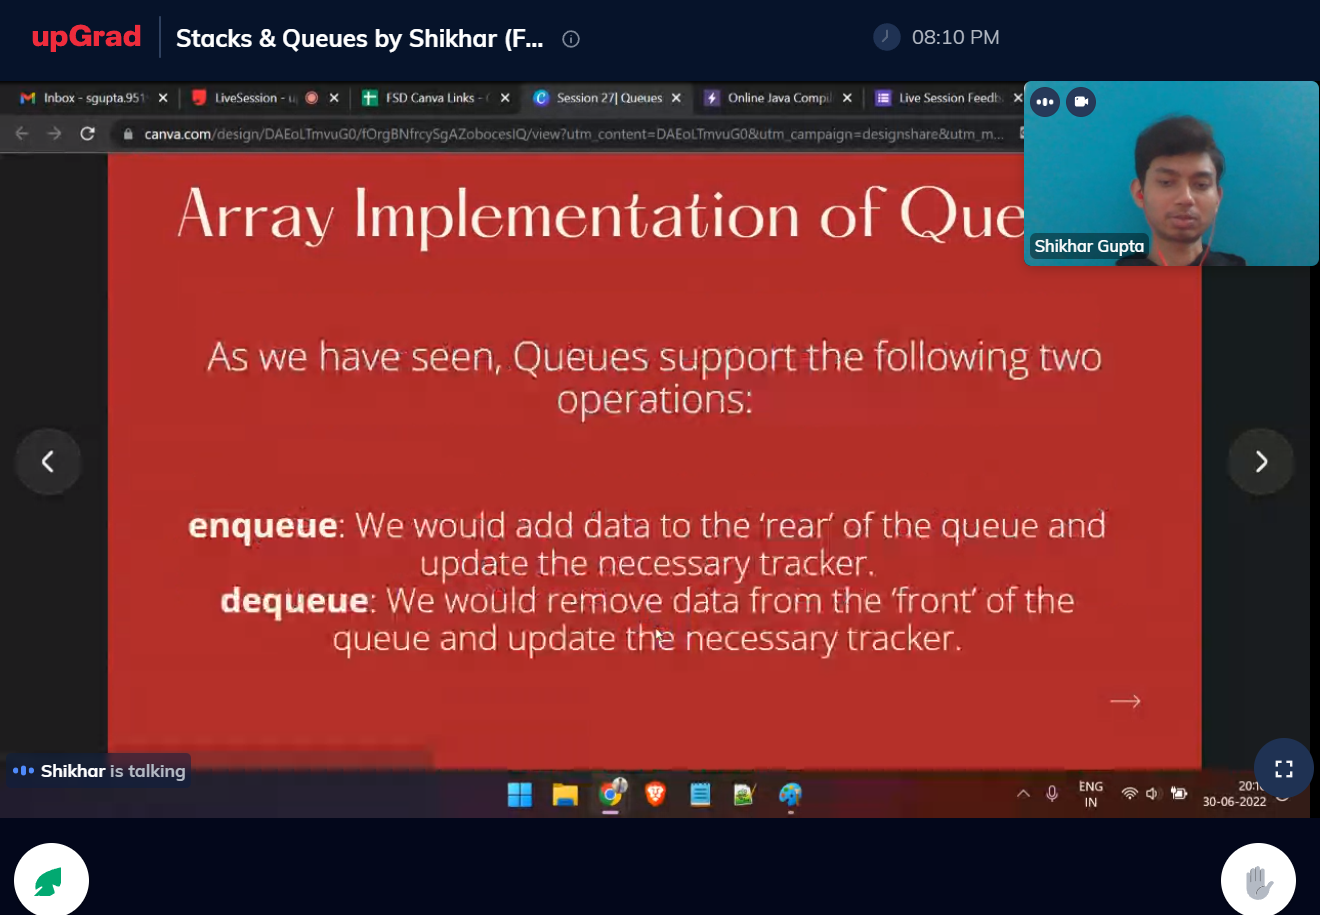 upGrad
Stacks & Queues by Shikhar (F...
08:10 PM
Inbox - sgupta.951
LiveSession - u
FSD Canva Links - 
Session 27| Queues
Online Java Compil
Live Session Feedb
canva.com/design/DAEoLTmvuG0/fOrgBNfrcySgAZobocesIQ/view?utm_content=DAEoLTmvuG0&utm_campaign=designshare&utm_m...
Shikhar Gupta
Array Implementation of Que
As we have seen, Queues support the following two
operations:
enqueue: We would add data to the ‘rear’ of the queue and
update the necessary tracker.
dequeue: We would remove data from the ‘front’ of the
queue and update the necessary tracker.
Shikhar is talking
ENG
IN
20:1
30-06-2022